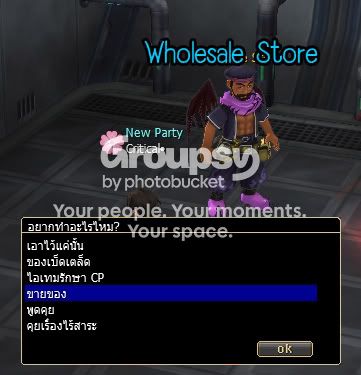 Wholesale Store
New Party
Critical
Groupsy
by photobucket
Your people. Your moments.
Your space.
อยากทำอะไรไหม?
เอาไว้แค่นั้น
ของเบ็ดเตล็ด
ไอเทมรักษา CP
ขายของ
พูดคุย
คุยเรื่องไร้สาระ
ok